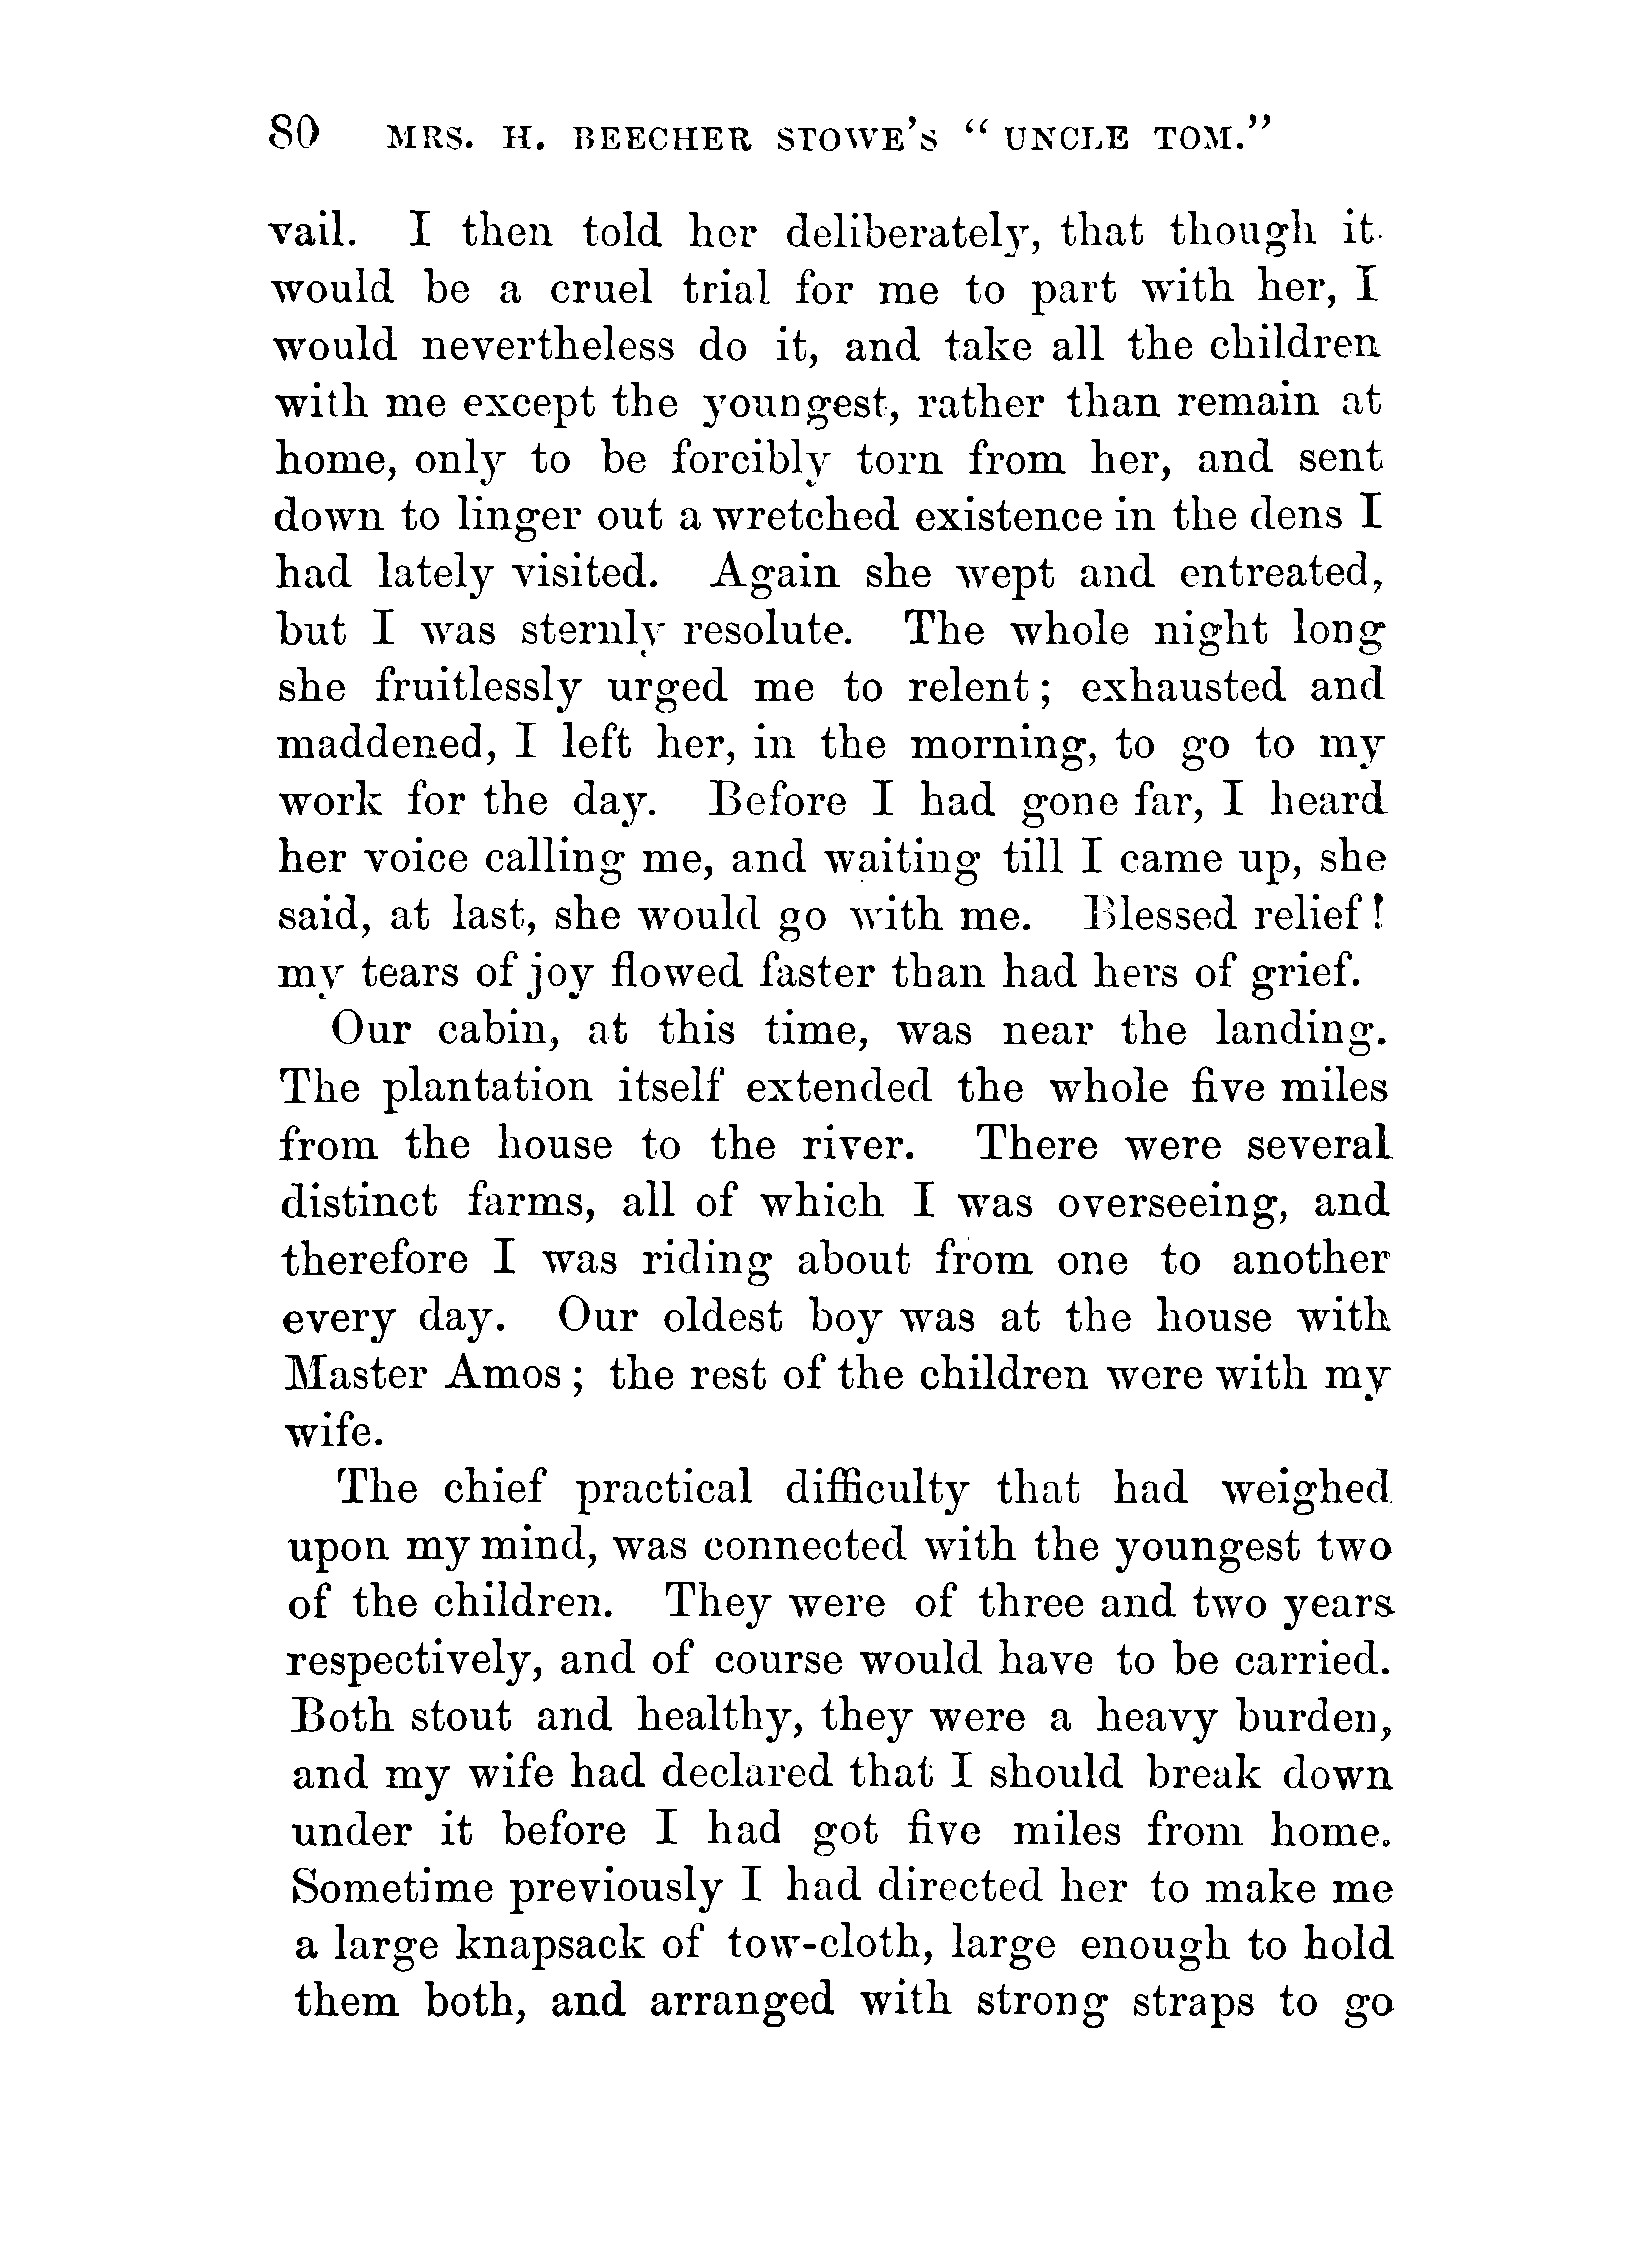 80 MRS. H. BEECHER STOWE'S "UNCLE TOM."
vail. I then told her deliberately, that though it
would be a cruel trial for me to part with her, I
would nevertheless do it, and take all the children
with me except the youngest, rather than remain at
home, only to be forcibly torn from her, and sent
down to linger out a wretched existence in the dens I
had lately visited. Again she wept and entreated,
but I was sternly resolute. The whole night long
she fruitlessly urged me to relent; exhausted and
maddened, I left her, in the morning, to go to my
work for the day. Before I had gone far, I heard
her voice calling me, and waiting till I came up, she
said, at last, she would go with me. Blessed relief!
my tears of joy flowed faster than had hers of grief.
Our cabin, at this time, was near the landing.
The plantation itself extended the whole five miles
from the house to the river. There were several
distinct farms, all of which I was overseeing, and
therefore I was riding about from one to another
every day. Our oldest boy was at the house with
Master Amos; the rest of the children were with my
wife.
The chief practical difficulty that had weighed
upon my mind, was connected with the youngest two
of the children. They were of three and two years
respectively, and of course would have to be carried.
Both stout and healthy, they were a heavy burden,
and my wife had declared that I should break down
under it before I had got five miles from home.
Sometime previously I had directed her to make me
a large knapsack of tow-cloth, large enough to hold
them both, and arranged with strong straps to go